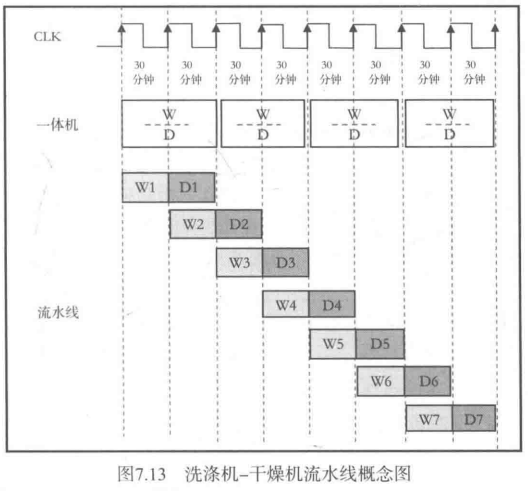 CLK
30 30 30 30 30 30 30 30
分钟 分钟 分钟 分钟 分钟 分钟 分钟 分钟
一体机
W W W W
D D D D
W1 D1
W2 D2
W3 D3
W4 D4
流水线
W5 D5
W6 D6
W7 D7
图7.13 洗涤机–干燥机流水线概念图